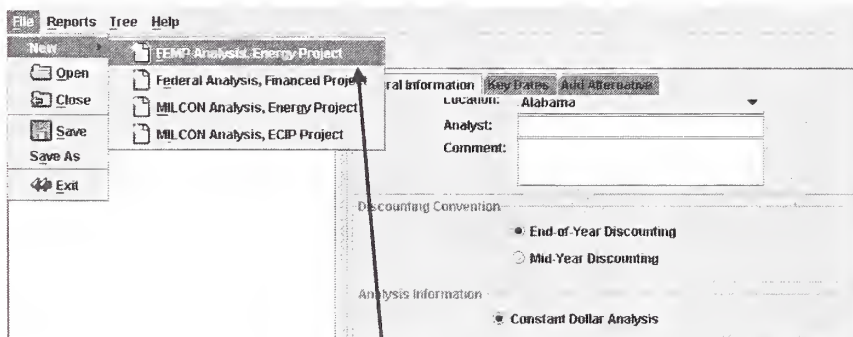 File Reports Tree Help
New
Open
Close
Save
Save As
Exit
FEMP Analysis, Energy Project
Federal Analysis, Financed Project
MILCON Analysis, Energy Project
MILCON Analysis, ECIP Project
ral Information Key Dates Add Alternative
Location: Alabama
Analyst:
Comment:
Discounting Convention
End-of-Year Discounting
Mid-Year Discounting
Analysis Information
Constant Dollar Analysis